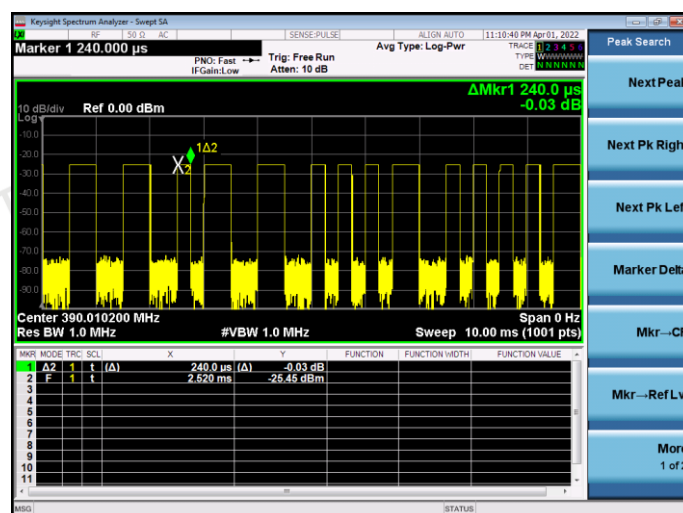 Keysight Spectrum Analyzer - Swept SA
RF 50 Ω AC SENSE:PULSE ALIGN AUTO 11:10:40 PM Apr 01, 2022
Marker 1 240.000 µs
PNO: Fast
IFGain:Low
Trig: Free Run
Atten: 10 dB
Avg Type: Log-Pwr
TRACE 1 2 3 4 5 6
TYPE W
DET N N N N N N
Peak Search
Next Peak
Next Pk Righ
Next Pk Left
Marker Delta
Mkr→C
Mkr→Ref Lv
More
1 of 2
ΔMkr1 240.0 µs
-0.03 dB
10 dB/div Ref 0.00 dBm
Log
-10.0
-20.0
-30.0
-40.0
-50.0
-60.0
-70.0
-80.0
-90.0
1Δ2
X2
Center 390.010200 MHz Span 0 Hz
Res BW 1.0 MHz #VBW 1.0 MHz Sweep 10.00 ms (1001 pts)
MKR MODE TRC SCL X Y FUNCTION FUNCTION WIDTH FUNCTION VALUE
1 Δ2 1 t (Δ) 240.0 µs (Δ) -0.03 dB
2 F 1 t 2.520 ms -25.45 dBm
3
4
5
6
7
8
9
10
11
MSG STATUS